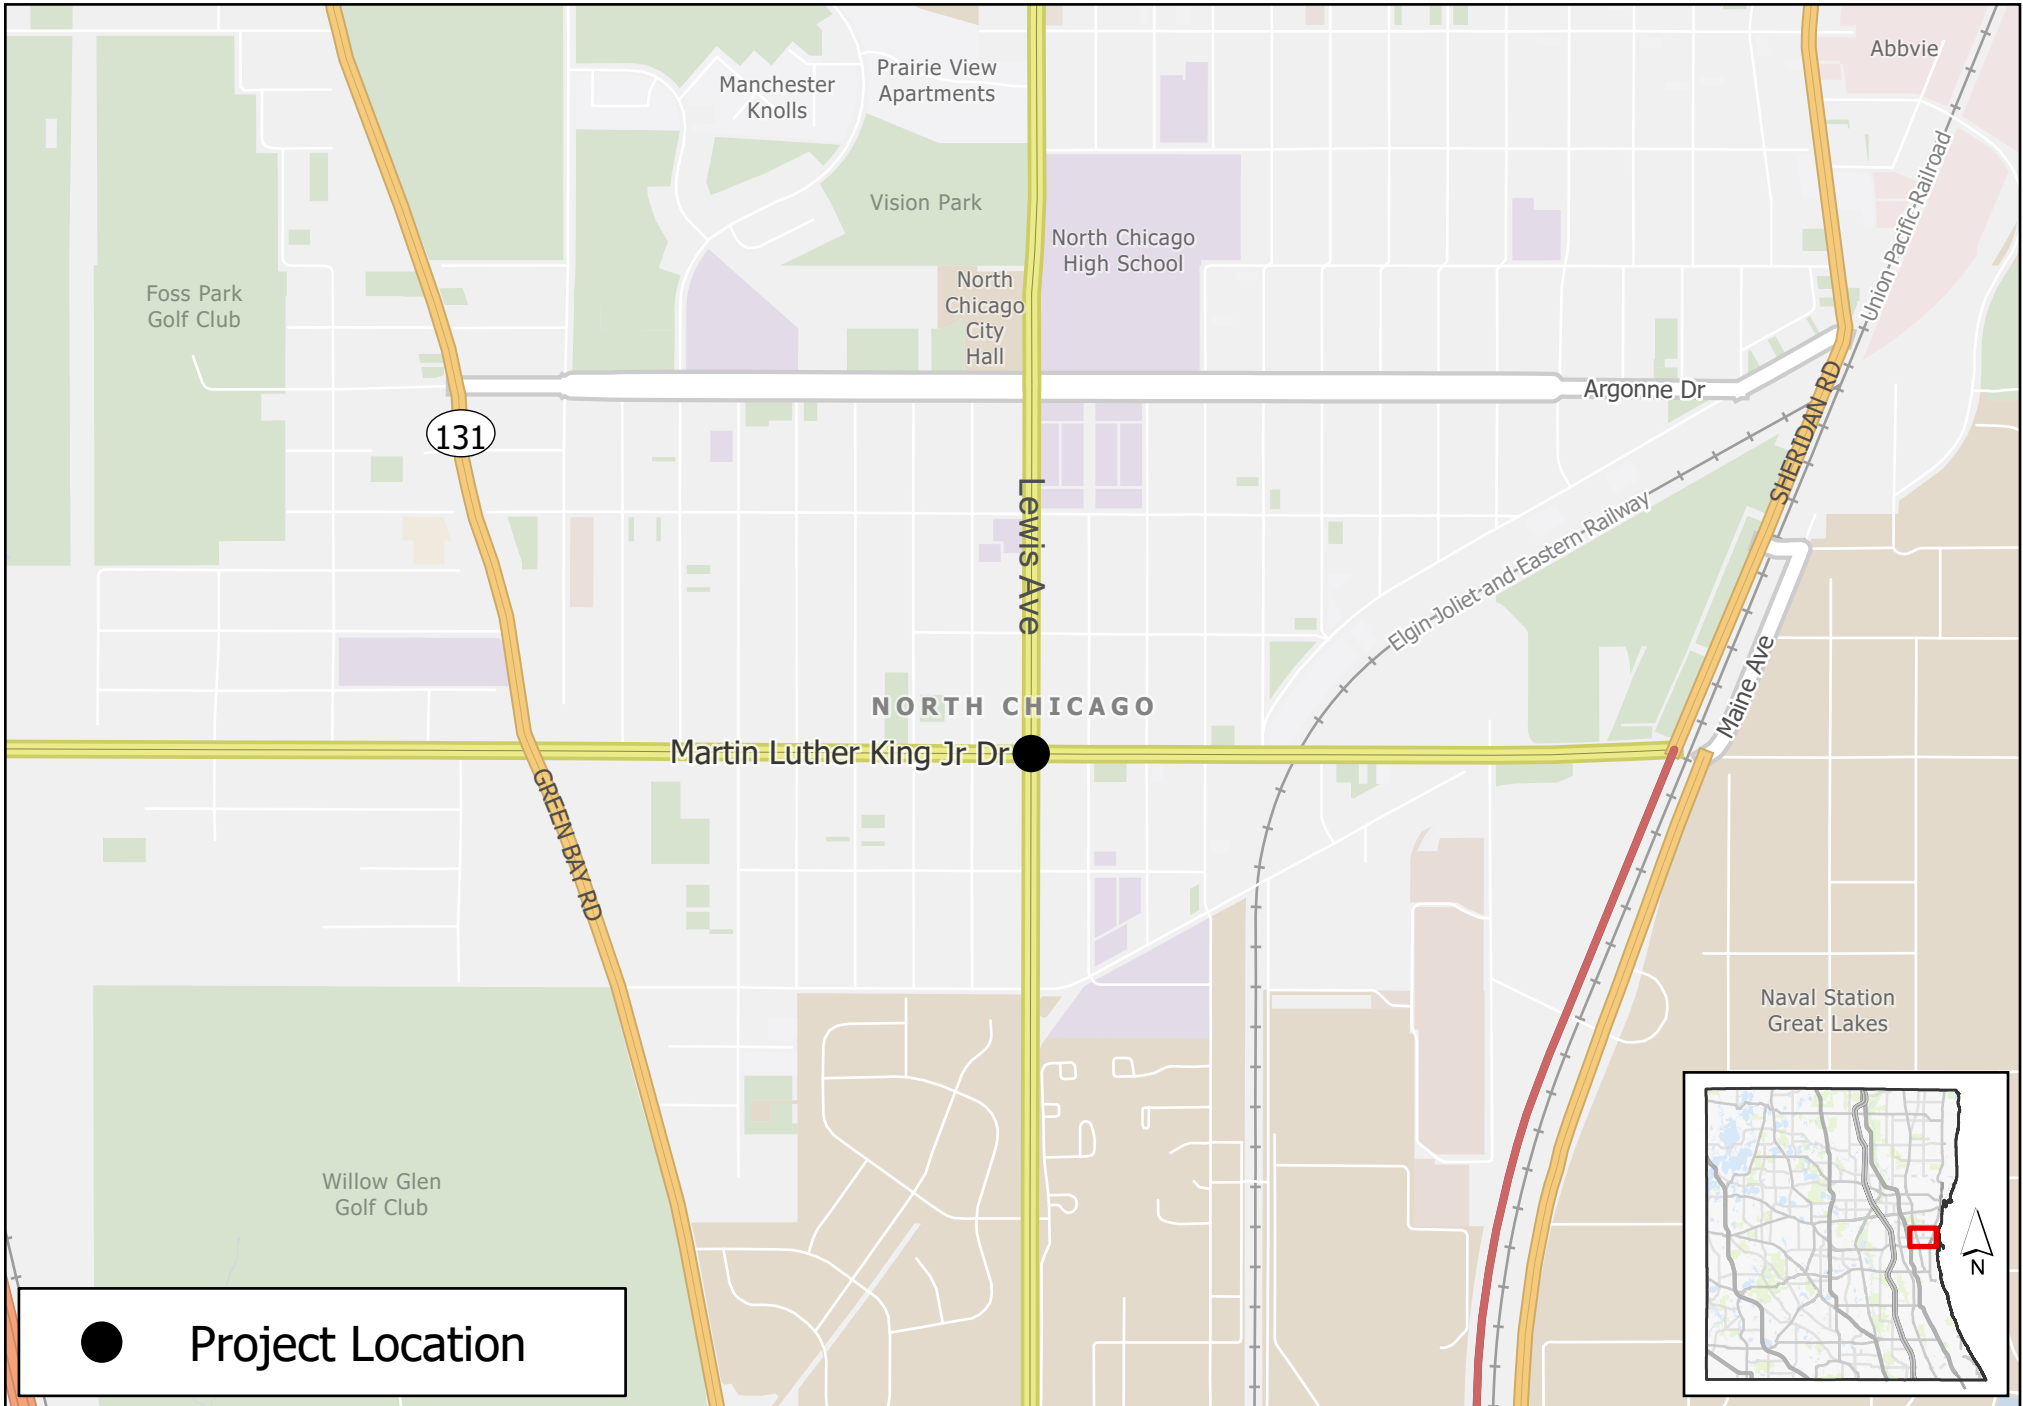 Abbvie
Manchester
Knolls
Prairie View
Apartments
Vision Park
North Chicago
High School
North
Chicago
City
Hall
Foss Park
Golf Club
Union-Pacific-Railroad
Argonne Dr
SHERIDAN RD
131
Lewis Ave
Elgin-Joliet-and-Eastern-Railway
Maine Ave
NORTH CHICAGO
Martin Luther King Jr Dr
GREEN BAY RD
Naval Station
Great Lakes
Willow Glen
Golf Club
N
Project Location